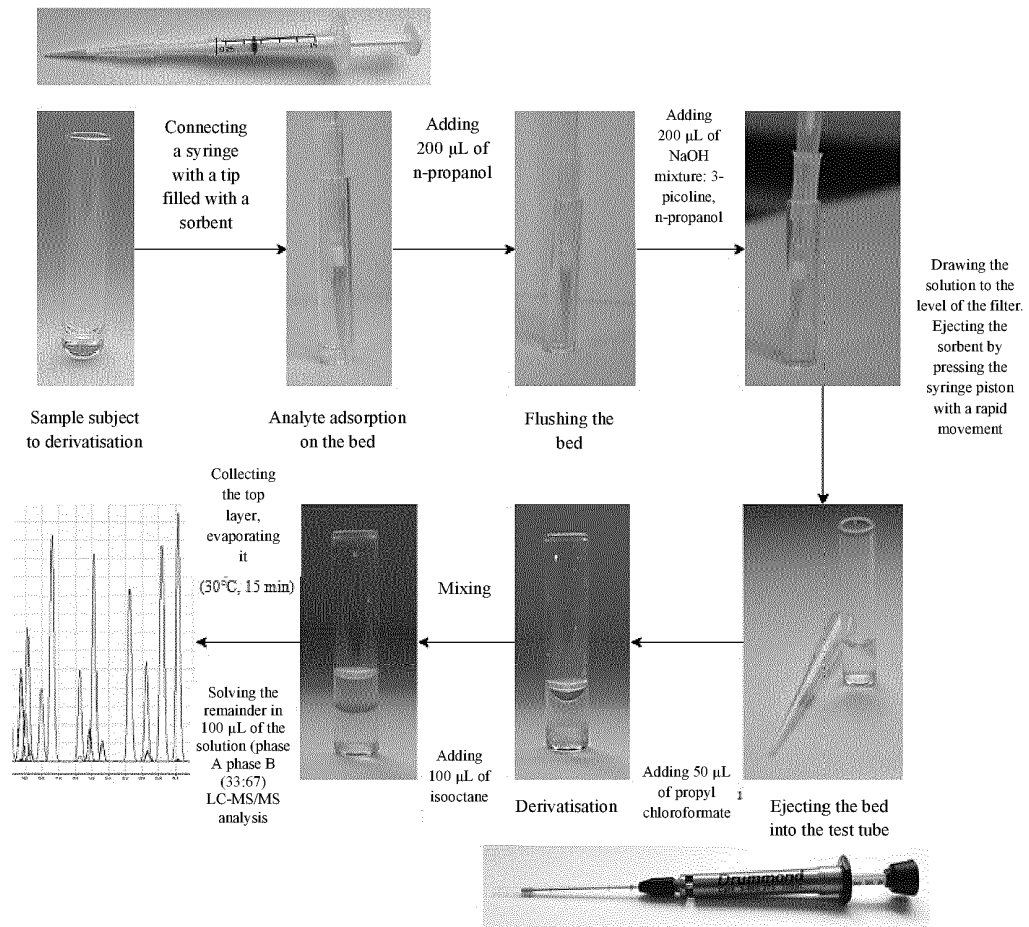 Connecting
a syringe
with a tip
filled with a
sorbent
Adding
200 µL of
n-propanol
Adding
200 µL of
NaOH
mixture: 3-
picoline,
n-propanol
Drawing the
solution to the
level of the filter.
Ejecting the
sorbent by
pressing the
syringe piston
with a rapid
movement
Sample subject
to derivatisation
Analyte adsorption
on the bed
Flushing the
bed
Collecting
the top
layer,
evaporating
it
(30°C, 15 min)
Mixing
Solving the
remainder in
100 µL of the
solution (phase
A phase B
(33:67)
LC-MS/MS
analysis
Adding
100 µL of
isooctane
Derivatisation
Adding 50 µL
of propyl
chloroformate
1
Ejecting the bed
into the test tube
Drummond